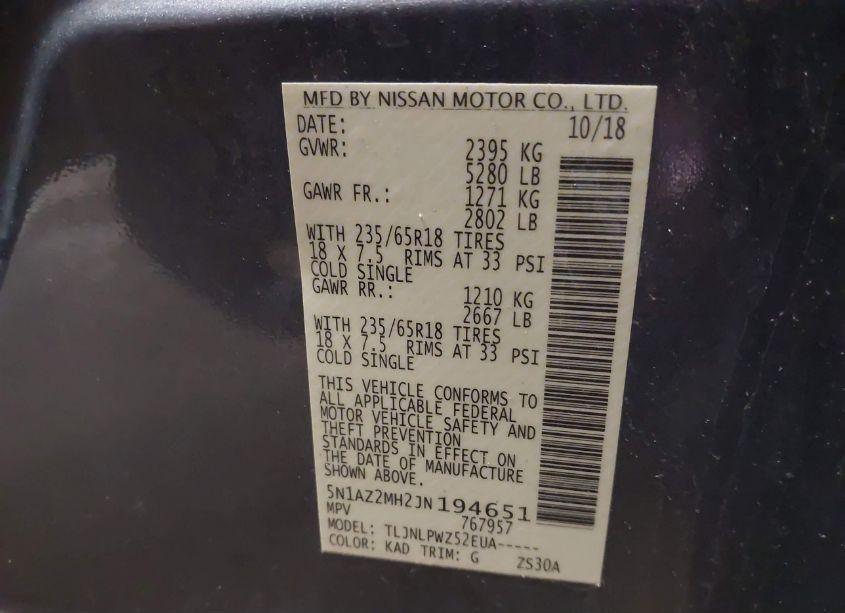 MFD BY NISSAN MOTOR CO., LTD.
DATE: 10/18
GVWR: 2395 KG
5280 LB
GAWR FR.: 1271 KG
2802 LB
WITH 235/65R18 TIRES
18 X 7.5 RIMS AT 33 PSI
COLD SINGLE
GAWR RR.: 1210 KG
2667 LB
WITH 235/65R18 TIRES
18 X 7.5 RIMS AT 33 PSI
COLD SINGLE
THIS VEHICLE CONFORMS TO
ALL APPLICABLE FEDERAL
MOTOR VEHICLE SAFETY AND
THEFT PREVENTION
STANDARDS IN EFFECT ON
THE DATE OF MANUFACTURE
SHOWN ABOVE.
5N1AZ2MH2JN194651
MPV 767957
MODEL: TLJNLPWZ52EUA-----
COLOR: KAD TRIM: G ZS30A